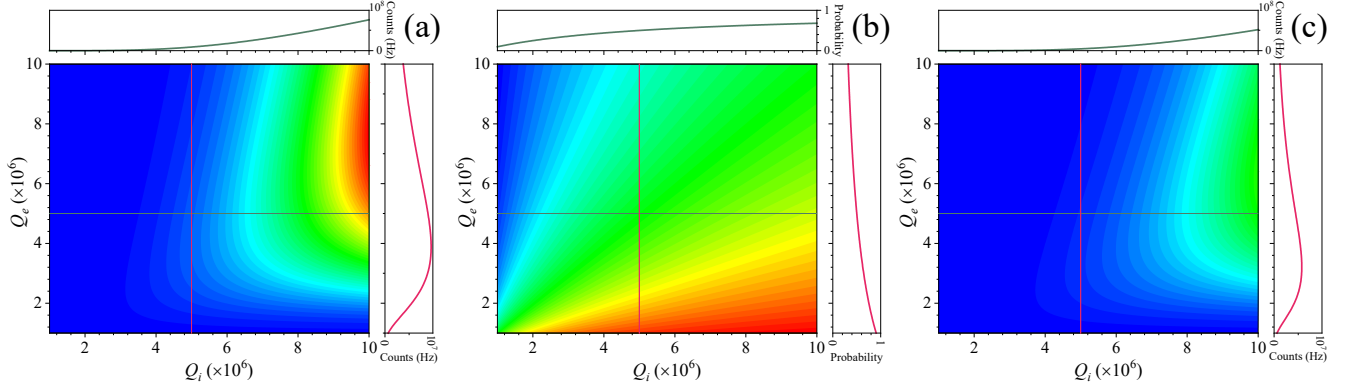 10⁸
Counts
(Hz)
0
(a)
10
8
6
4
2
Qₑ (×10⁶)
2
4
6
8
10
Qᵢ (×10⁶)
0
10⁷
Counts (Hz)
1
Probability
0
(b)
10
8
6
4
2
Qₑ (×10⁶)
2
4
6
8
10
Qᵢ (×10⁶)
0
1
Probability
10⁸
Counts
(Hz)
0
(c)
10
8
6
4
2
Qₑ (×10⁶)
2
4
6
8
10
Qᵢ (×10⁶)
0
10⁷
Counts (Hz)